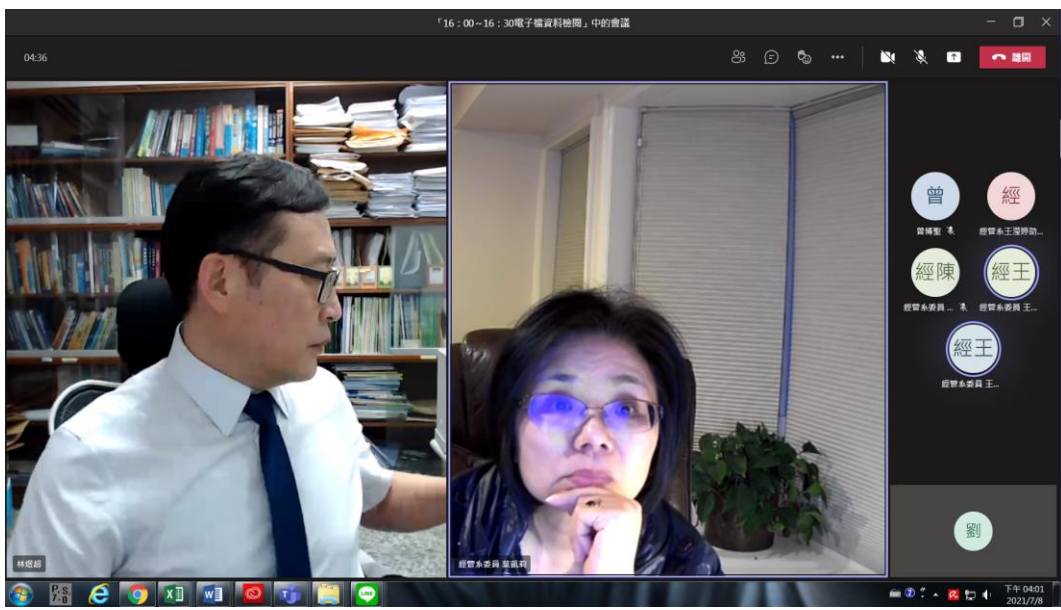 「16：00~16：30電子檔資料檢閱」中的會議
04:36
離開
曾
經
曾博聖
經管系王瀅婷助...
經陳
經王
經管系委員 ...
經管系委員 王...
經王
經管系委員 王...
林煜超
經管系委員 葉凱莉
劉
P.S.
7.0
下午 04:01
2021/7/8